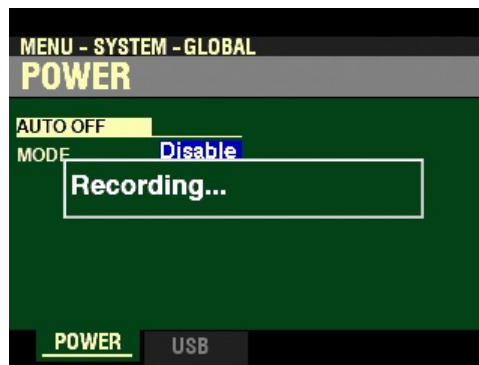 MENU - SYSTEM - GLOBAL
POWER
AUTO OFF
MODE Disable
Recording...
POWER USB